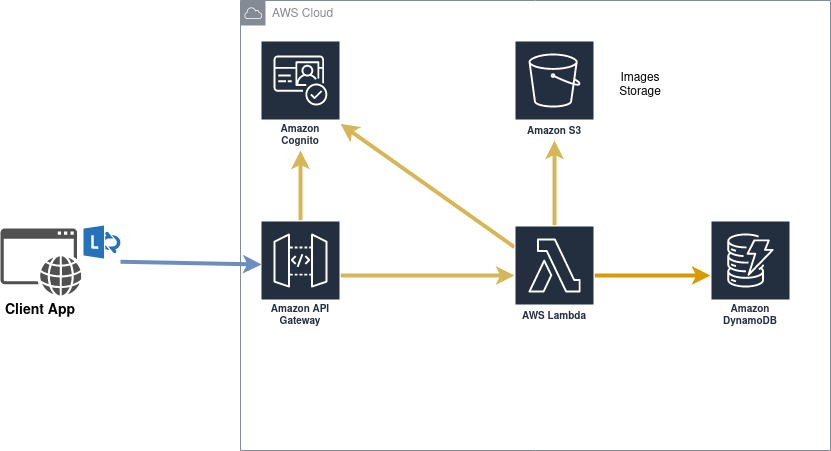 AWS Cloud
Amazon
Cognito
Amazon S3
Images
Storage
L
</>
Client App
Amazon API
Gateway
AWS Lambda
Amazon
DynamoDB